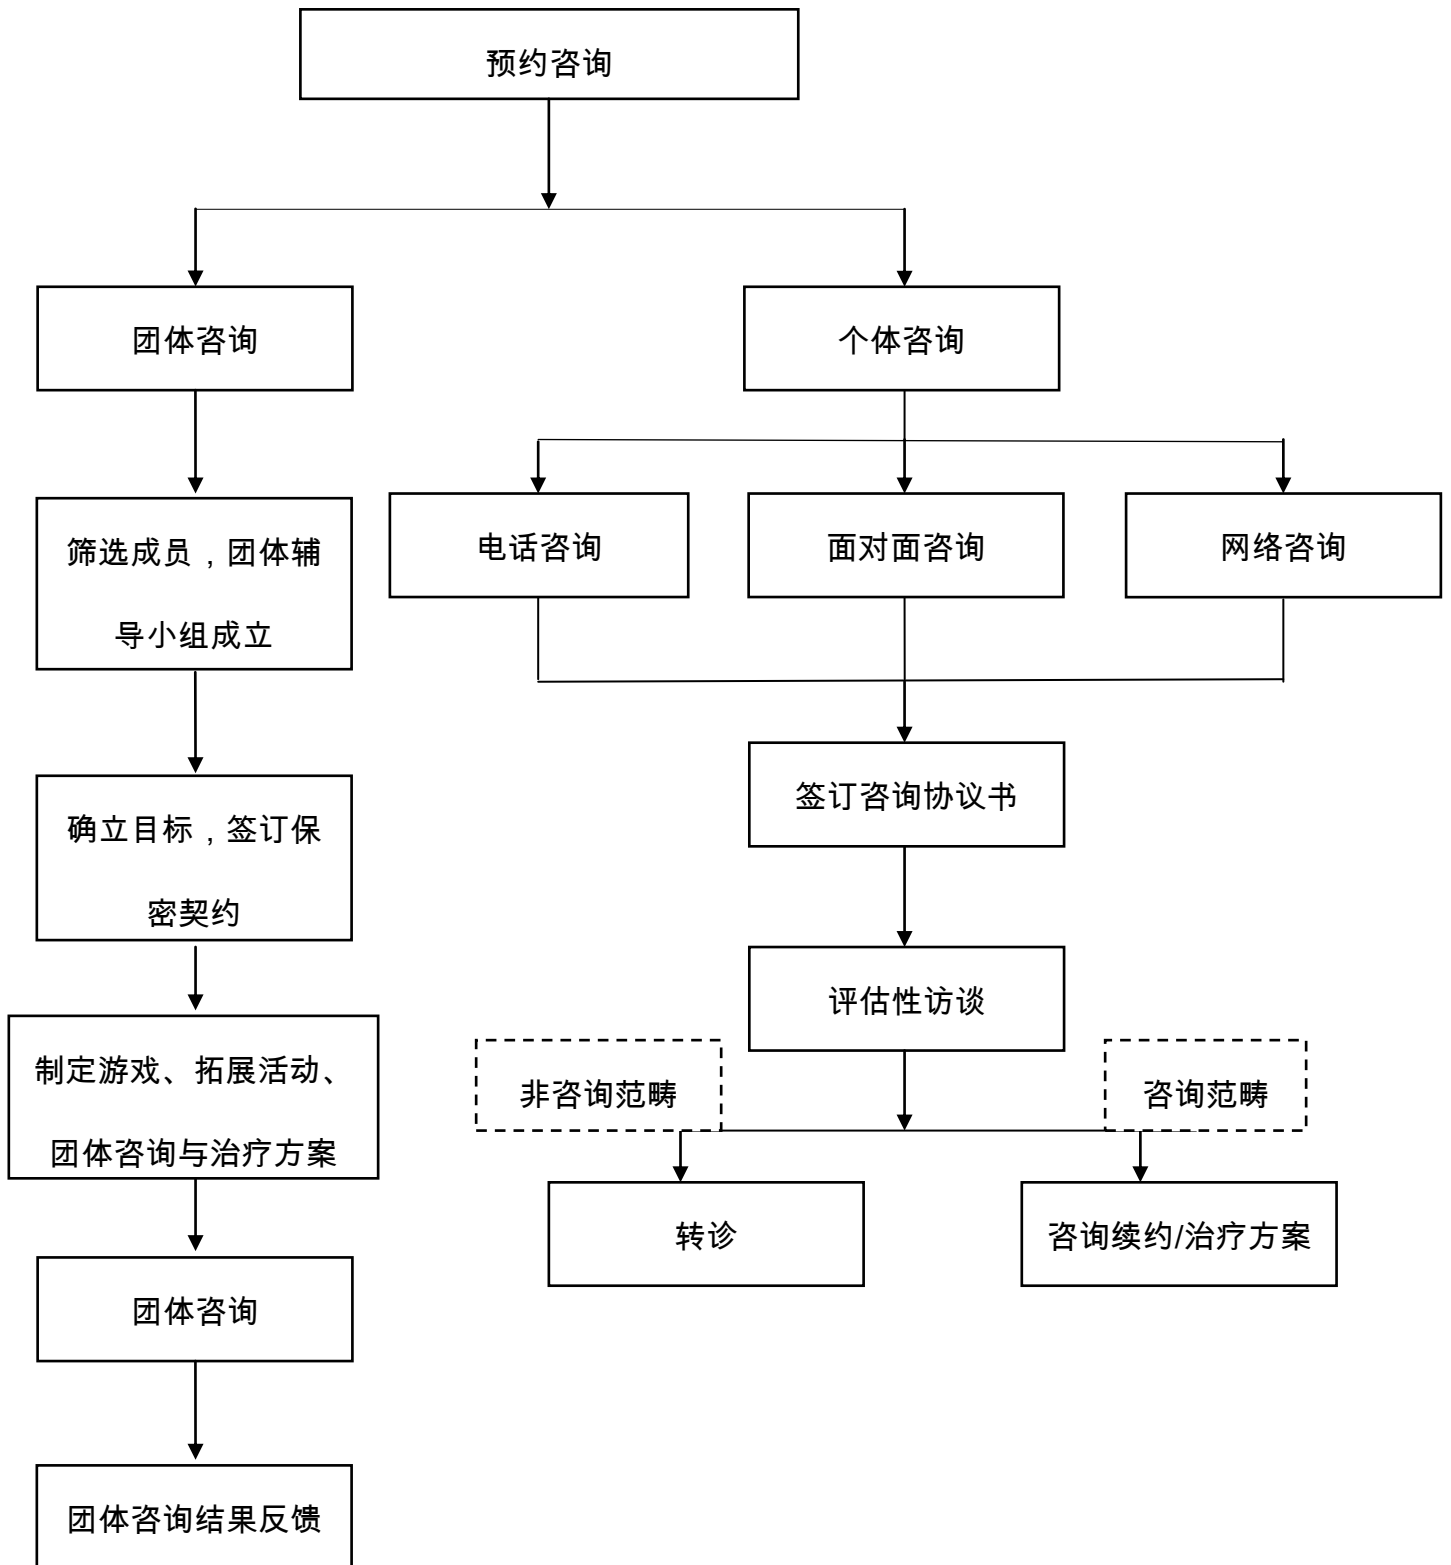 预约咨询
团体咨询
个体咨询
筛选成员，团体辅
导小组成立
电话咨询
面对面咨询
网络咨询
确立目标，签订保
密契约
签订咨询协议书
制定游戏、拓展活动、
团体咨询与治疗方案
评估性访谈
非咨询范畴
咨询范畴
转诊
咨询续约/治疗方案
团体咨询
团体咨询结果反馈